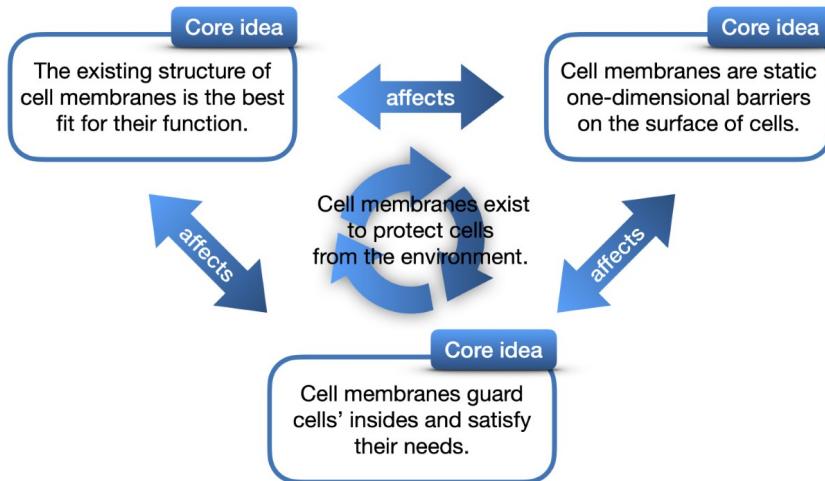 Core idea
The existing structure of
cell membranes is the best
fit for their function.
affects
Core idea
Cell membranes are static
one-dimensional barriers
on the surface of cells.
affects
Cell membranes exist
to protect cells
from the environment.
affects
Core idea
Cell membranes guard
cells’ insides and satisfy
their needs.